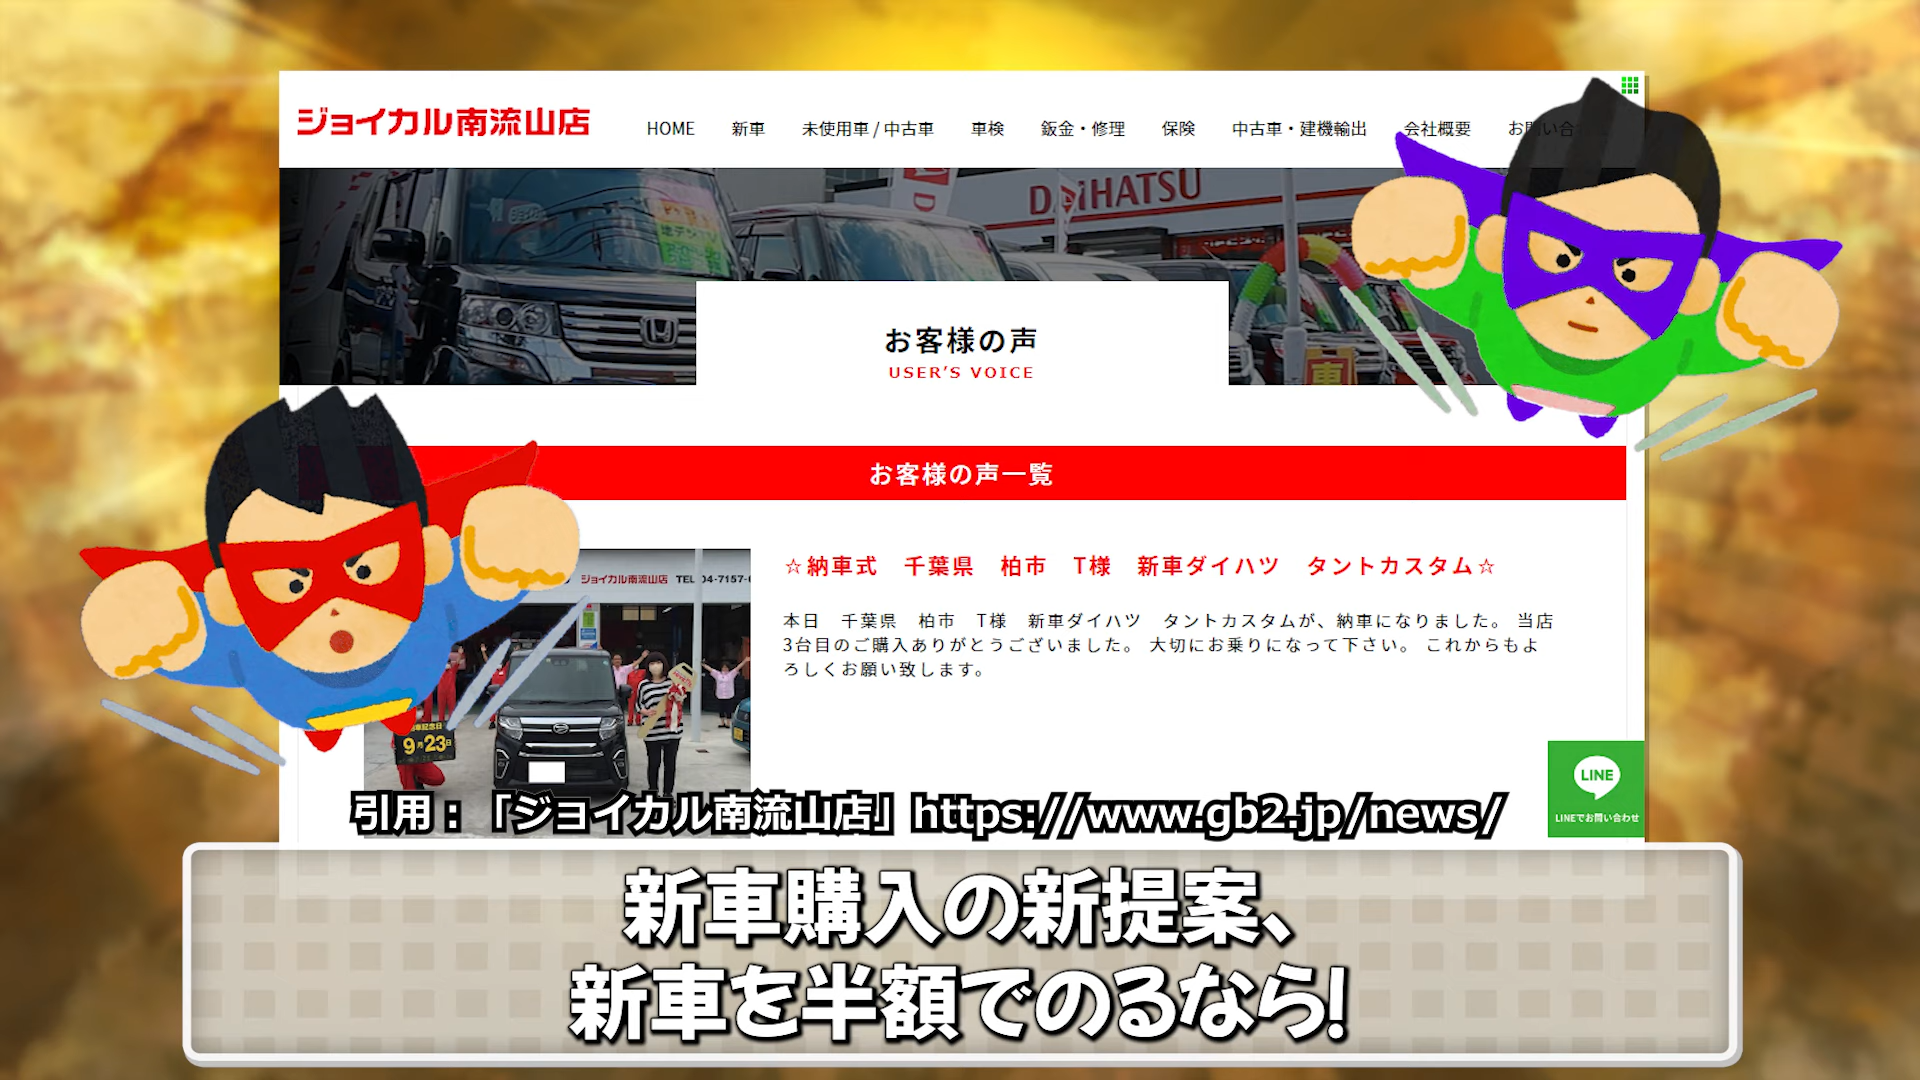 ジョイカル南流山店
HOME 新車 未使用車 / 中古車 車検 鈑金・修理 保険 中古車・建機輸出 会社概要 お問い合わせ
DAIHATSU
お客様の声
USER'S VOICE
お客様の声一覧
☆納車式 千葉県 柏市 T様 新車ダイハツ タントカスタム☆
ジョイカル南流山店 TEL 04-7157-
本日 千葉県 柏市 T様 新車ダイハツ タントカスタムが、納車になりました。 当店
3台目のご購入ありがとうございました。 大切にお乗りになって下さい。 これからもよ
ろしくお願い致します。
9月23日
LINE
LINEでお問い合わせ
引用：「ジョイカル南流山店」https://www.gb2.jp/news/
新車購入の新提案、
新車を半額でのるなら!